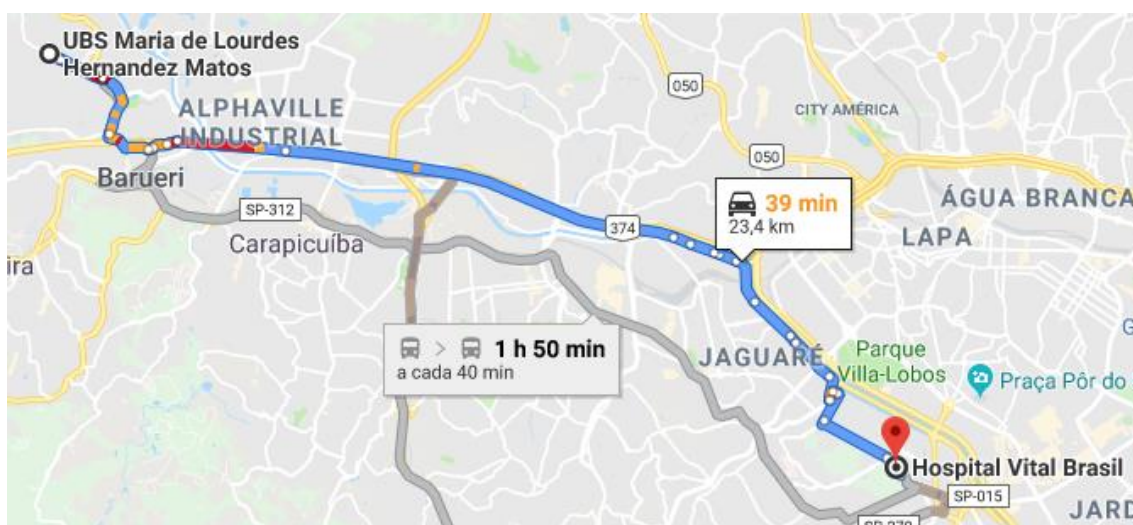 UBS Maria de Lourdes
Hernandez Matos
ALPHAVILLE
INDUSTRIAL
050
CITY AMÉRICA
050
Barueri
SP-312
39 min
23,4 km
ÁGUA BRANCA
374
LAPA
Carapicuíba
ira
1 h 50 min
a cada 40 min
JAGUARÉ
Parque
Villa-Lobos
Praça Pôr do
G
Hospital Vital Brasil
SP-015
JARD
SP-270